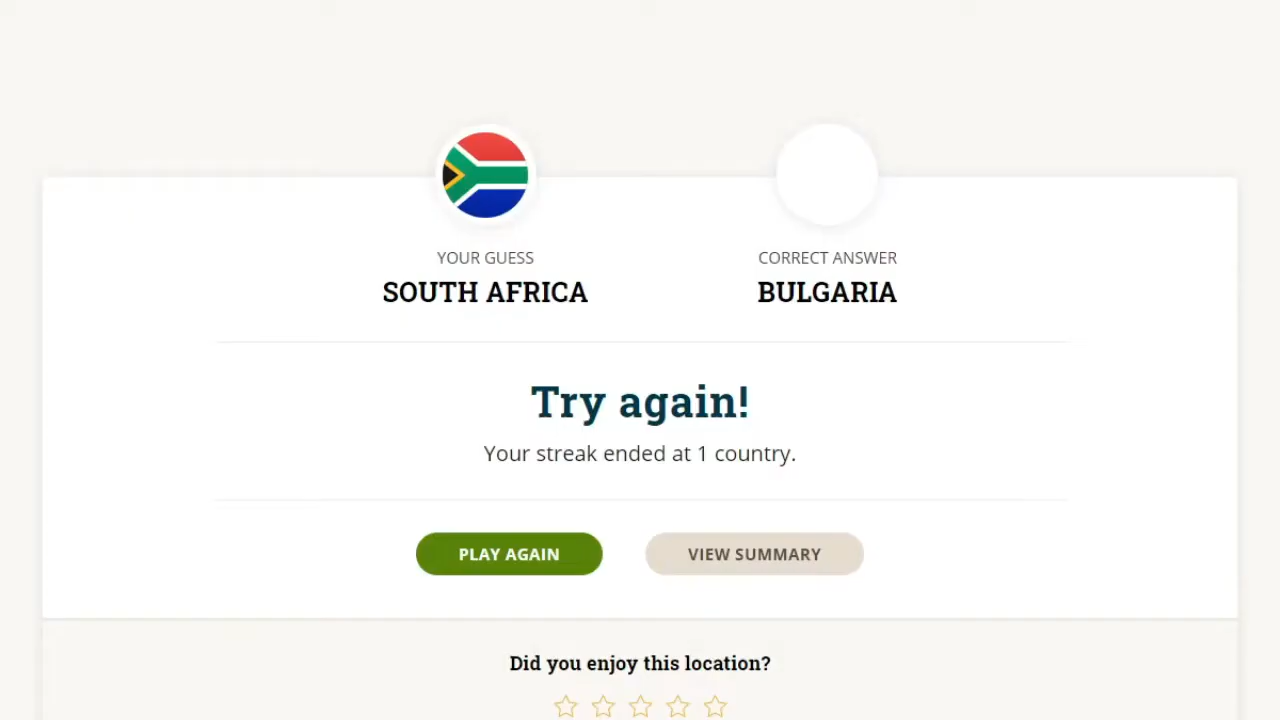 YOUR GUESS
CORRECT ANSWER
SOUTH AFRICA
BULGARIA
Try again!
Your streak ended at 1 country.
PLAY AGAIN
VIEW SUMMARY
Did you enjoy this location?